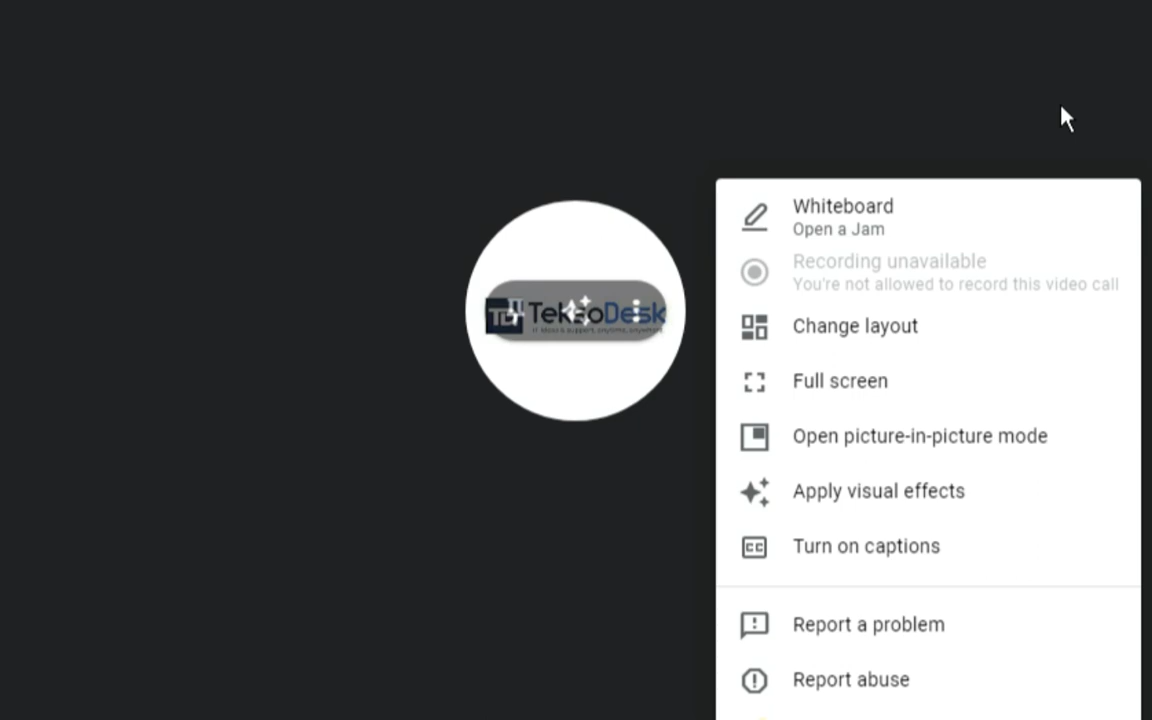 TekноDesk
Whiteboard
Open a Jam
Recording unavailable
You're not allowed to record this video call
Change layout
Full screen
Open picture-in-picture mode
Apply visual effects
Turn on captions
Report a problem
Report abuse